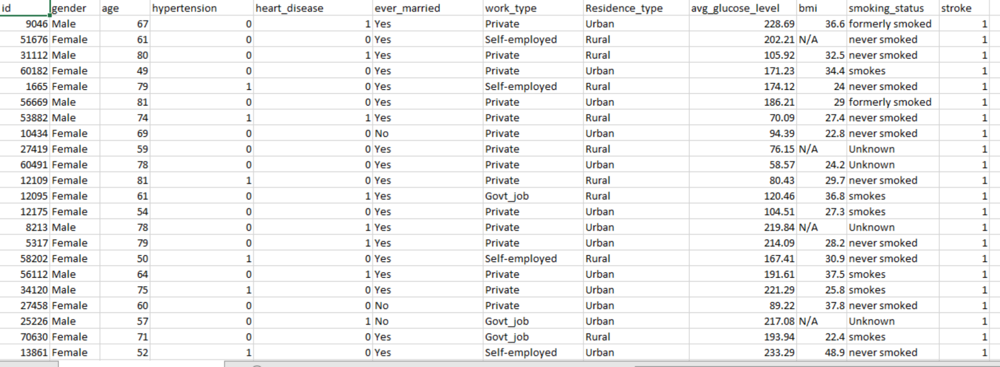 id gender age hypertension heart_disease ever_married work_type Residence_type avg_glucose_level bmi smoking_status stroke
9046 Male 67 0 1 Yes Private Urban 228.69 36.6 formerly smoked 1
51676 Female 61 0 0 Yes Self-employed Rural 202.21 N/A never smoked 1
31112 Male 80 0 1 Yes Private Rural 105.92 32.5 never smoked 1
60182 Female 49 0 0 Yes Private Urban 171.23 34.4 smokes 1
1665 Female 79 1 0 Yes Self-employed Rural 174.12 24 never smoked 1
56669 Male 81 0 0 Yes Private Urban 186.21 29 formerly smoked 1
53882 Male 74 1 1 Yes Private Rural 70.09 27.4 never smoked 1
10434 Female 69 0 0 No Private Urban 94.39 22.8 never smoked 1
27419 Female 59 0 0 Yes Private Rural 76.15 N/A Unknown 1
60491 Female 78 0 0 Yes Private Urban 58.57 24.2 Unknown 1
12109 Female 81 1 0 Yes Private Rural 80.43 29.7 never smoked 1
12095 Female 61 0 1 Yes Govt_job Rural 120.46 36.8 smokes 1
12175 Female 54 0 0 Yes Private Urban 104.51 27.3 smokes 1
8213 Male 78 0 1 Yes Private Urban 219.84 N/A Unknown 1
5317 Female 79 0 1 Yes Private Urban 214.09 28.2 never smoked 1
58202 Female 50 1 0 Yes Self-employed Rural 167.41 30.9 never smoked 1
56112 Male 64 0 1 Yes Private Urban 191.61 37.5 smokes 1
34120 Male 75 1 0 Yes Private Urban 221.29 25.8 smokes 1
27458 Female 60 0 0 No Private Urban 89.22 37.8 never smoked 1
25226 Male 57 0 1 No Govt_job Urban 217.08 N/A Unknown 1
70630 Female 71 0 0 Yes Govt_job Rural 193.94 22.4 smokes 1
13861 Female 52 1 0 Yes Self-employed Urban 233.29 48.9 never smoked 1